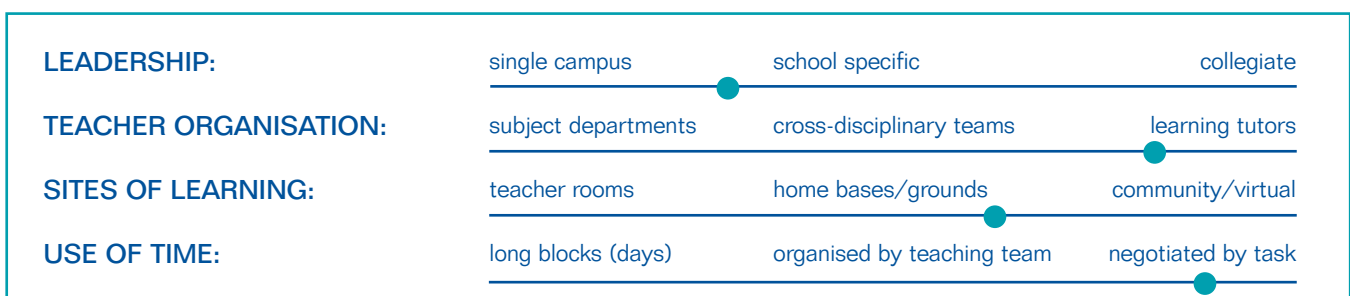 LEADERSHIP: single campus school specific collegiate
TEACHER ORGANISATION: subject departments cross-disciplinary teams learning tutors
SITES OF LEARNING: teacher rooms home bases/grounds community/virtual
USE OF TIME: long blocks (days) organised by teaching team negotiated by task